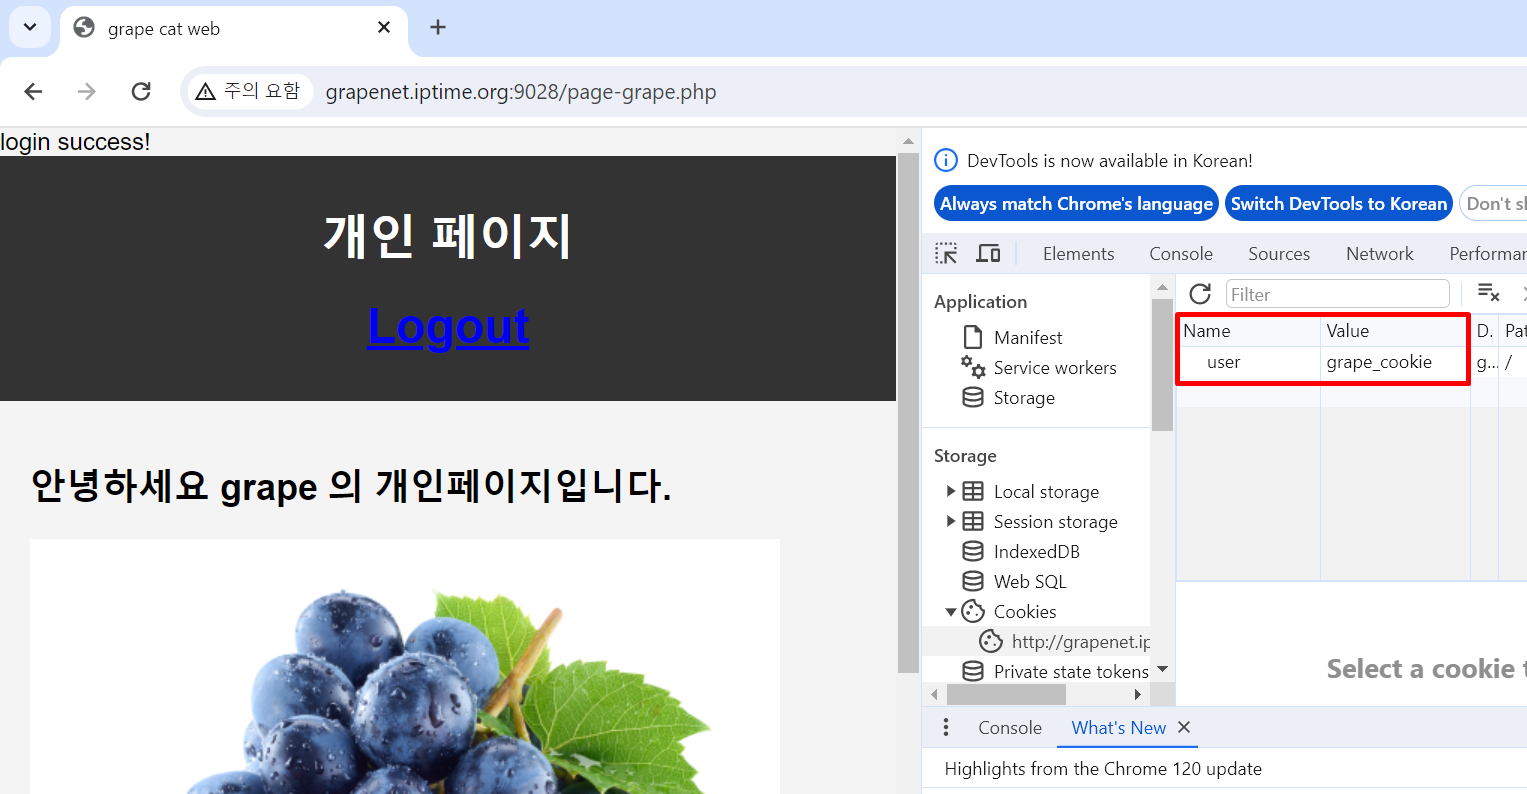 grape cat web
주의 요함
grapenet.iptime.org:9028/page-grape.php
login success!
개인 페이지
Logout
안녕하세요 grape 의 개인페이지입니다.
DevTools is now available in Korean!
Always match Chrome's language
Switch DevTools to Korean
Don't sl
Elements
Console
Sources
Network
Performar
Application
Manifest
Service workers
Storage
Storage
Local storage
Session storage
IndexedDB
Web SQL
Cookies
http://grapenet.ip
Private state tokens
Filter
Name Value D. Pat
user grape_cookie g... /
Select a cookie t
Console
What's New
Highlights from the Chrome 120 update